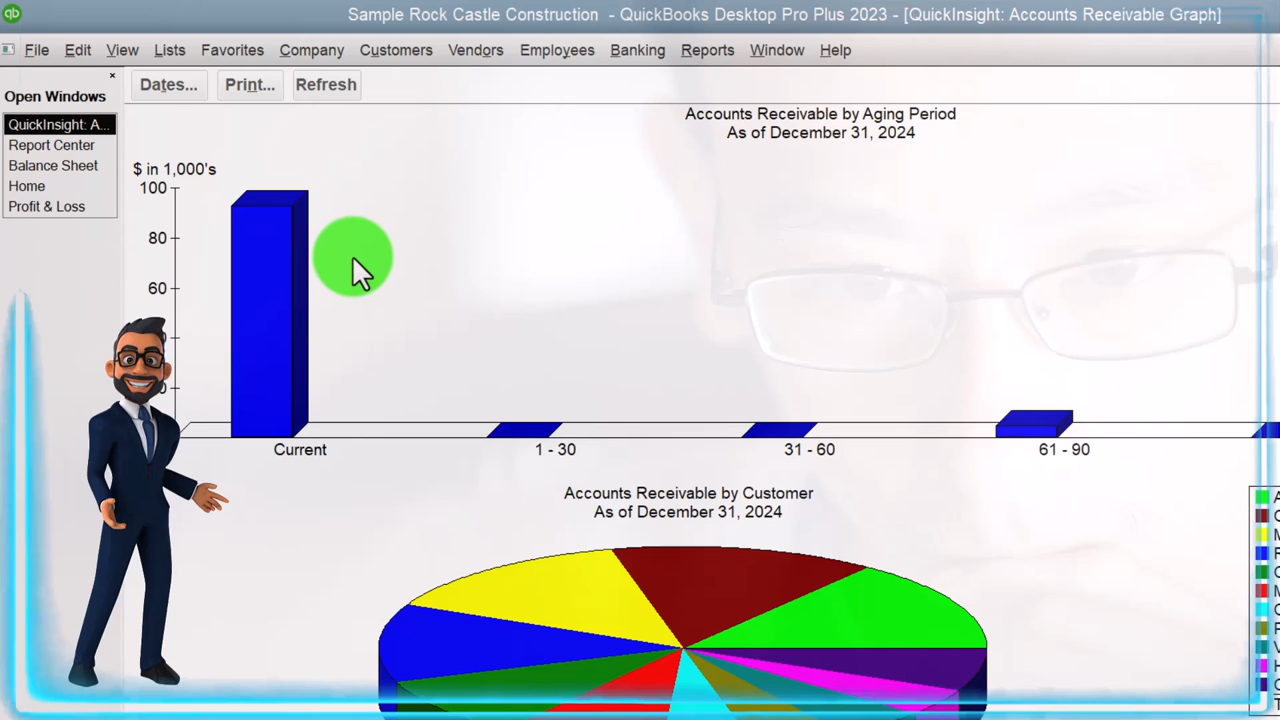 qb
Sample Rock Castle Construction - QuickBooks Desktop Pro Plus 2023 - [QuickInsight: Accounts Receivable Graph]
File Edit View Lists Favorites Company Customers Vendors Employees Banking Reports Window Help
Dates... Print... Refresh
Open Windows
QuickInsight: A...
Report Center
Balance Sheet
Home
Profit & Loss
Accounts Receivable by Aging Period
As of December 31, 2024
$ in 1,000's
100
80
60
Current 1 - 30 31 - 60 61 - 90
Accounts Receivable by Customer
As of December 31, 2024